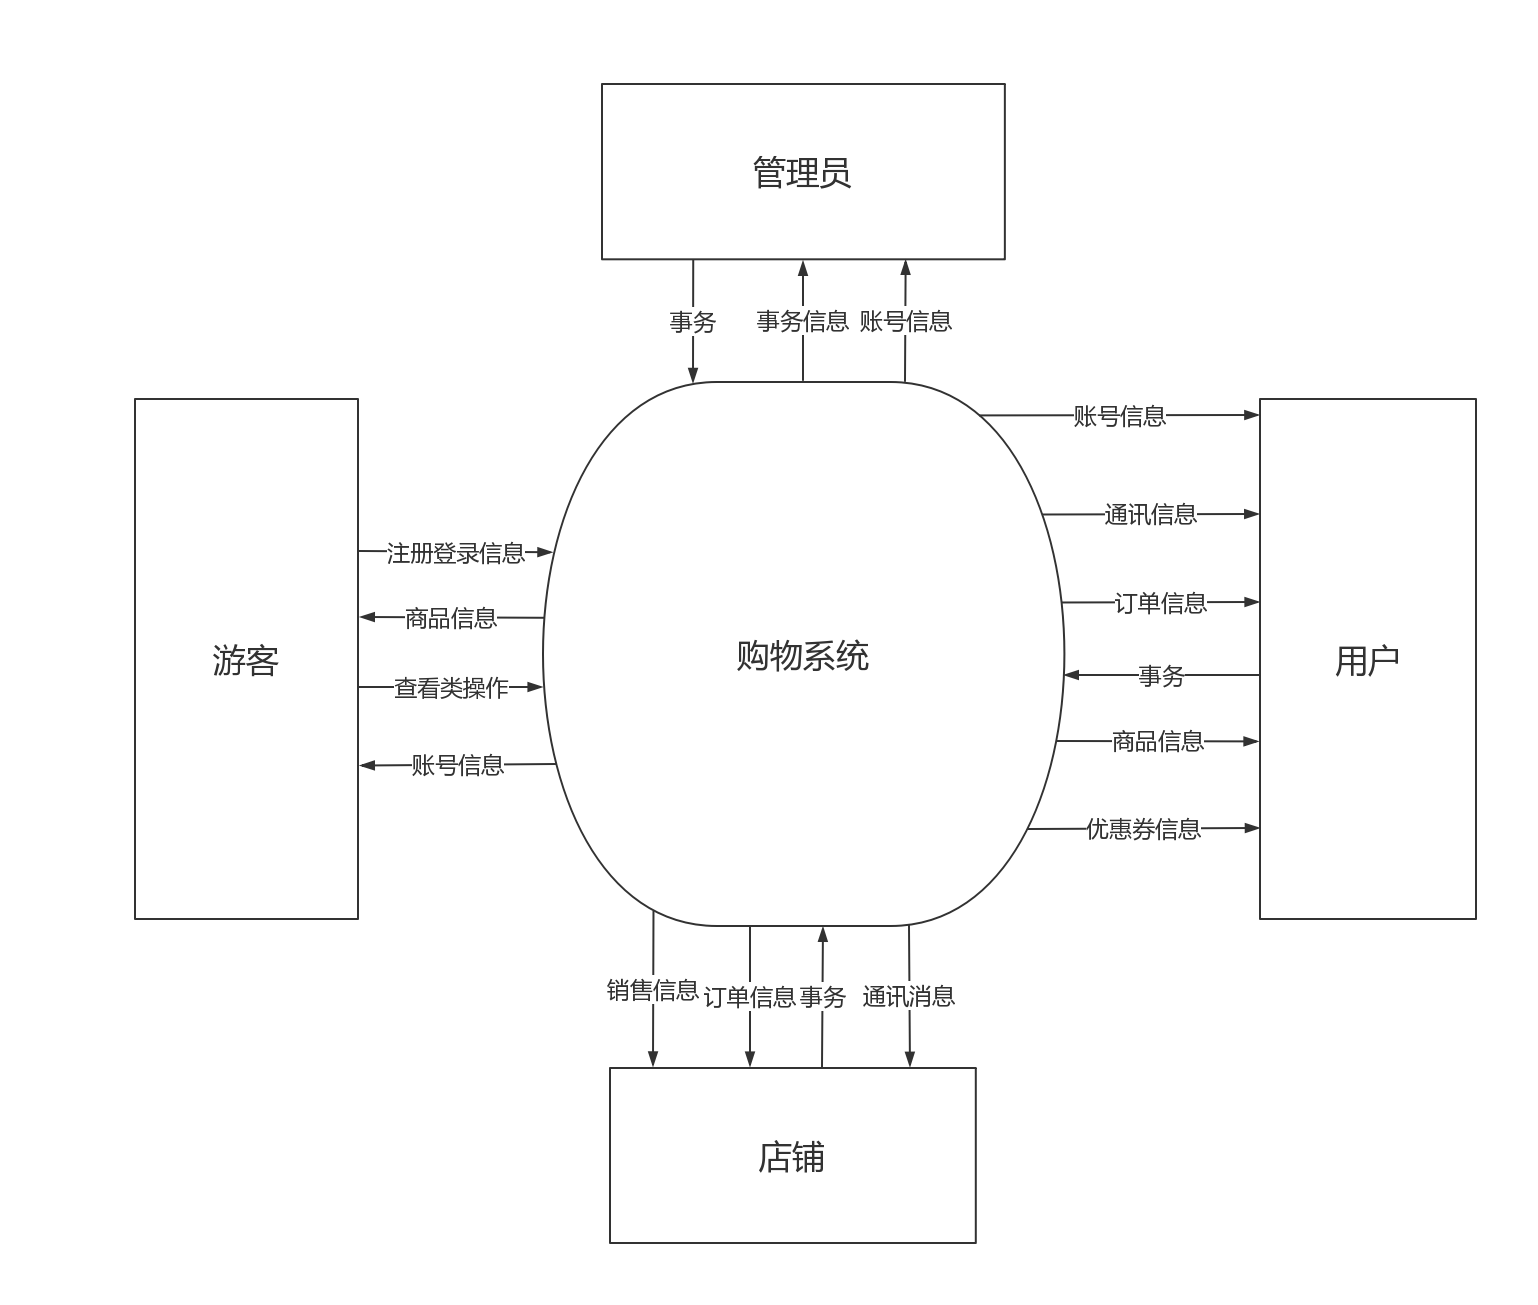 管理员
事务
事务信息
账号信息
账号信息
通讯信息
注册登录信息
订单信息
商品信息
购物系统
游客
用户
事务
查看类操作
商品信息
账号信息
优惠券信息
销售信息
订单信息
事务
通讯消息
店铺